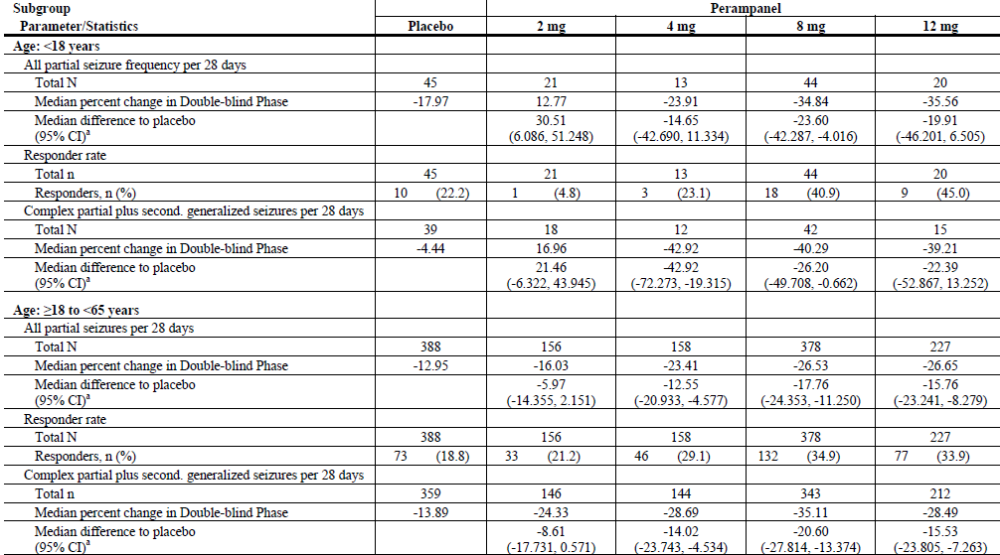 Subgroup Perampanel
Parameter/Statistics Placebo 2 mg 4 mg 8 mg 12 mg
Age: <18 years
All partial seizure frequency per 28 days
Total N 45 21 13 44 20
Median percent change in Double-blind Phase -17.97 12.77 -23.91 -34.84 -35.56
Median difference to placebo 30.51 -14.65 -23.60 -19.91
(95% CI)a (6.086, 51.248) (-42.690, 11.334) (-42.287, -4.016) (-46.201, 6.505)
Responder rate
Total n 45 21 13 44 20
Responders, n (%) 10 (22.2) 1 (4.8) 3 (23.1) 18 (40.9) 9 (45.0)
Complex partial plus second. generalized seizures per 28 days
Total N 39 18 12 42 15
Median percent change in Double-blind Phase -4.44 16.96 -42.92 -40.29 -39.21
Median difference to placebo 21.46 -42.92 -26.20 -22.39
(95% CI)a (-6.322, 43.945) (-72.273, -19.315) (-49.708, -0.662) (-52.867, 13.252)
Age: ≥18 to <65 years
All partial seizures per 28 days
Total N 388 156 158 378 227
Median percent change in Double-blind Phase -12.95 -16.03 -23.41 -26.53 -26.65
Median difference to placebo -5.97 -12.55 -17.76 -15.76
(95% CI)a (-14.355, 2.151) (-20.933, -4.577) (-24.353, -11.250) (-23.241, -8.279)
Responder rate
Total N 388 156 158 378 227
Responders, n (%) 73 (18.8) 33 (21.2) 46 (29.1) 132 (34.9) 77 (33.9)
Complex partial plus second. generalized seizures per 28 days
Total n 359 146 144 343 212
Median percent change in Double-blind Phase -13.89 -24.33 -28.69 -35.11 -28.49
Median difference to placebo -8.61 -14.02 -20.60 -15.53
(95% CI)a (-17.731, 0.571) (-23.743, -4.534) (-27.814, -13.374) (-23.805, -7.263)